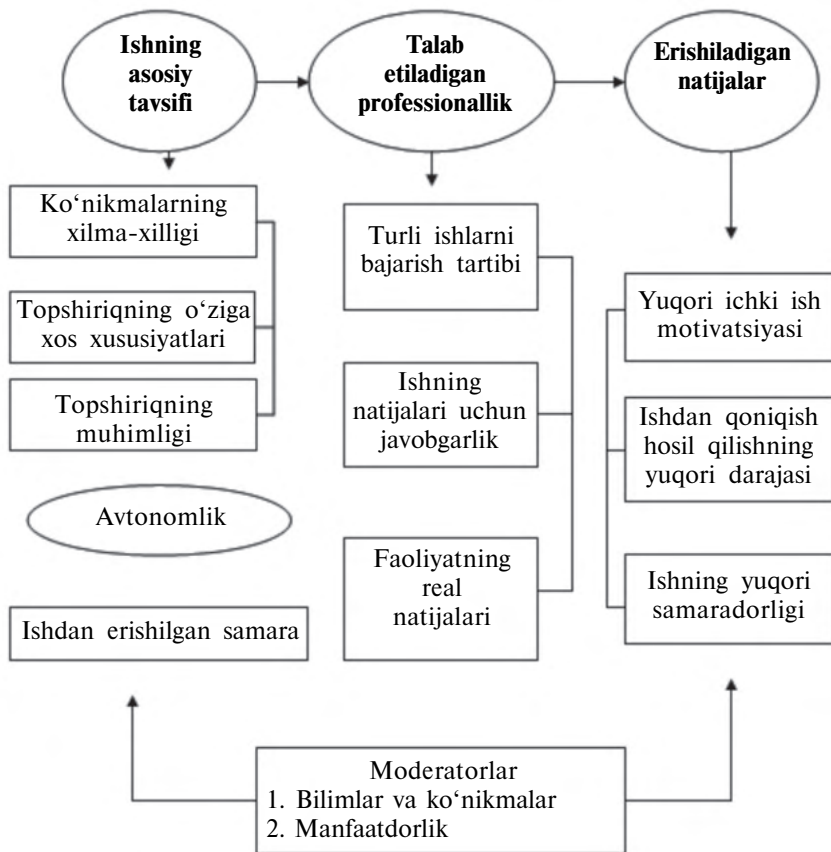 Ishning
asosiy
tavsifi
Talab
etiladigan
professionallik
Erishiladigan
natijalar
Ko‘nikmalarning
xilma-xilligi
Topshiriqning o‘ziga
xos xususiyatlari
Topshiriqning
muhimligi
Avtonomlik
Ishdan erishilgan samara
Turli ishlarni
bajarish tartibi
Ishning
natijalari uchun
javobgarlik
Faoliyatning
real
natijalari
Yuqori ichki ish
motivatsiyasi
Ishdan qoniqish
hosil qilishning
yuqori darajasi
Ishning yuqori
samaradorligi
Moderatorlar
1. Bilimlar va ko‘nikmalar
2. Manfaatdorlik